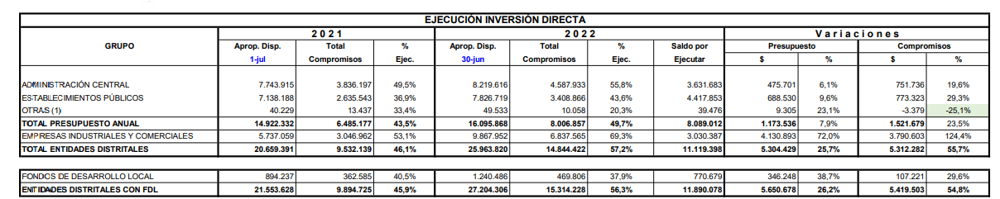 EJECUCIÓN INVERSIÓN DIRECTA
GRUPO 2021 2022 Variaciones
Aprop. Disp. Total % Aprop. Disp. Total % Saldo por Presupuesto Compromisos
1-jul Compromisos Ejec. 30-jun Compromisos Ejec. Ejecutar $ % $ %
ADMINISTRACIÓN CENTRAL 7.743.915 3.836.197 49,5% 8.219.616 4.587.933 55,8% 3.631.683 475.701 6,1% 751.736 19,6%
ESTABLECIMIENTOS PÚBLICOS 7.138.188 2.635.543 36,9% 7.826.719 3.408.866 43,6% 4.417.853 688.530 9,6% 773.323 29,3%
OTRAS (1) 40.229 13.437 33,4% 49.533 10.058 20,3% 39.476 9.305 23,1% -3.379 -25,1%
TOTAL PRESUPUESTO ANUAL 14.922.332 6.485.177 43,5% 16.095.868 8.006.857 49,7% 8.089.012 1.173.536 7,9% 1.521.679 23,5%
EMPRESAS INDUSTRIALES Y COMERCIALES 5.737.059 3.046.962 53,1% 9.867.952 6.837.565 69,3% 3.030.387 4.130.893 72,0% 3.790.603 124,4%
TOTAL ENTIDADES DISTRITALES 20.659.391 9.532.139 46,1% 25.963.820 14.844.422 57,2% 11.119.398 5.304.429 25,7% 5.312.282 55,7%
FONDOS DE DESARROLLO LOCAL 894.237 362.585 40,5% 1.240.486 469.806 37,9% 770.679 346.248 38,7% 107.221 29,6%
ENTIDADES DISTRITALES CON FDL 21.553.628 9.894.725 45,9% 27.204.306 15.314.228 56,3% 11.890.078 5.650.678 26,2% 5.419.503 54,8%